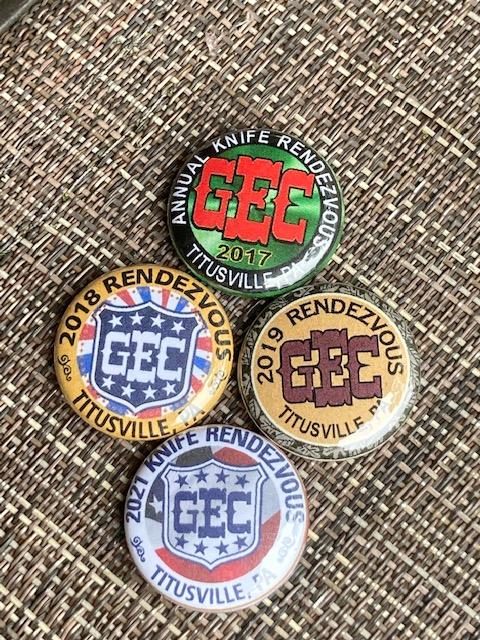 ANNUAL KNIFE RENDEZVOUS
GEC
2017
TITUSVILLE, PA
2018 RENDEZVOUS
GEC
TITUSVILLE, PA
2019 RENDEZVOUS
GEC
TITUSVILLE, PA
2021 KNIFE RENDEZVOUS
GEC
TITUSVILLE, PA